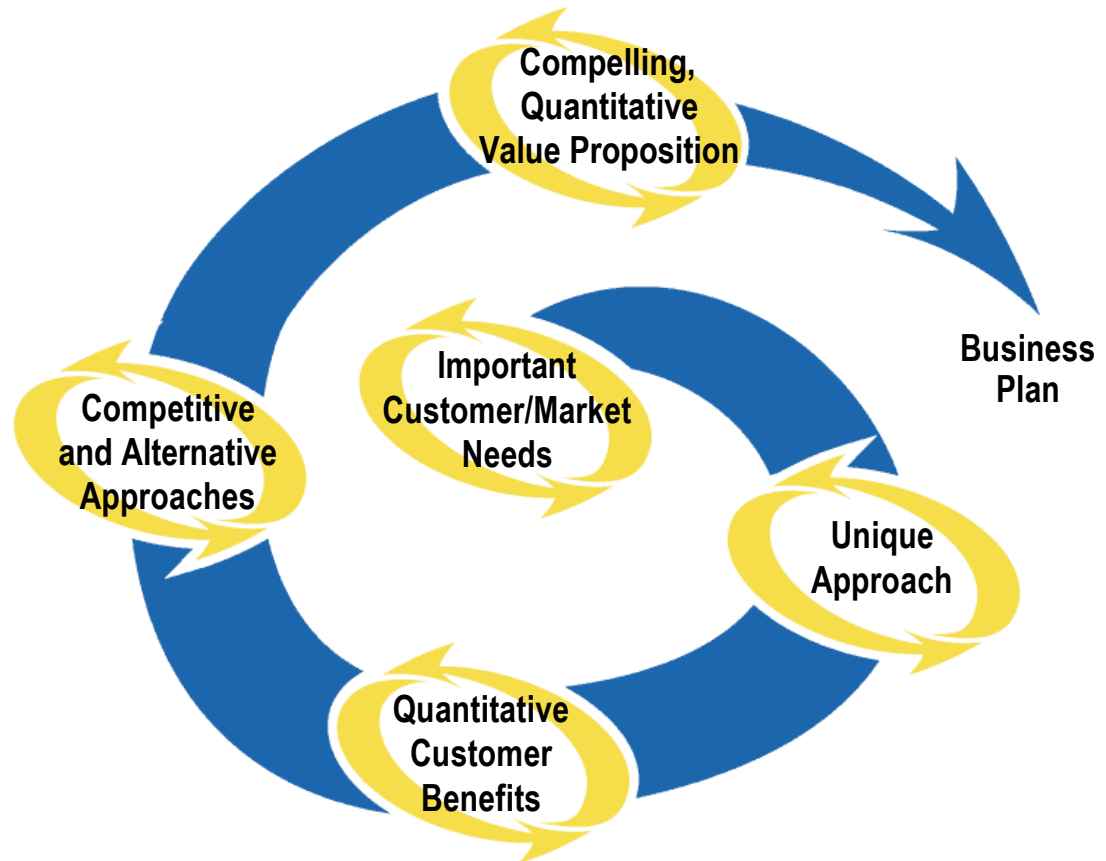 Compelling,
Quantitative
Value Proposition
Important
Customer/Market
Needs
Business
Plan
Competitive
and Alternative
Approaches
Unique
Approach
Quantitative
Customer
Benefits